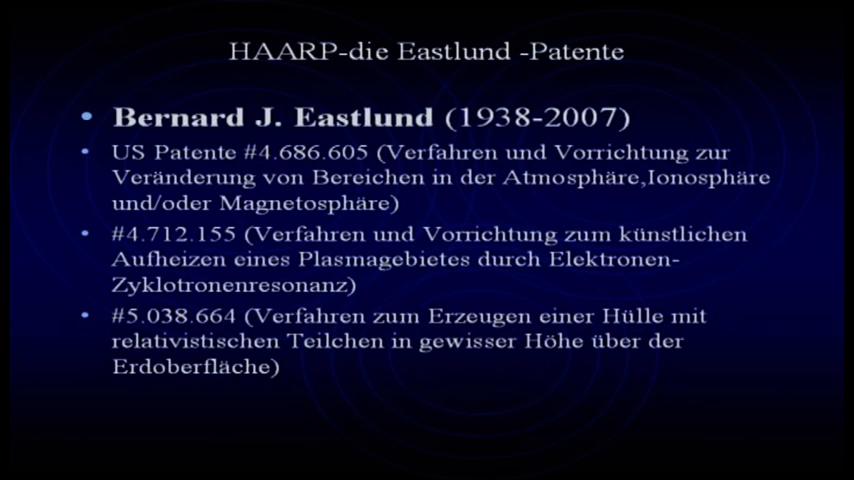 HAARP-die Eastlund -Patente
• Bernard J. Eastlund (1938-2007)
• US Patente #4.686.605 (Verfahren und Vorrichtung zur
Veränderung von Bereichen in der Atmosphäre,Ionosphäre
und/oder Magnetosphäre)
• #4.712.155 (Verfahren und Vorrichtung zum künstlichen
Aufheizen eines Plasmagebietes durch Elektronen-
Zyklotronenresonanz)
• #5.038.664 (Verfahren zum Erzeugen einer Hülle mit
relativistischen Teilchen in gewisser Höhe über der
Erdoberfläche)